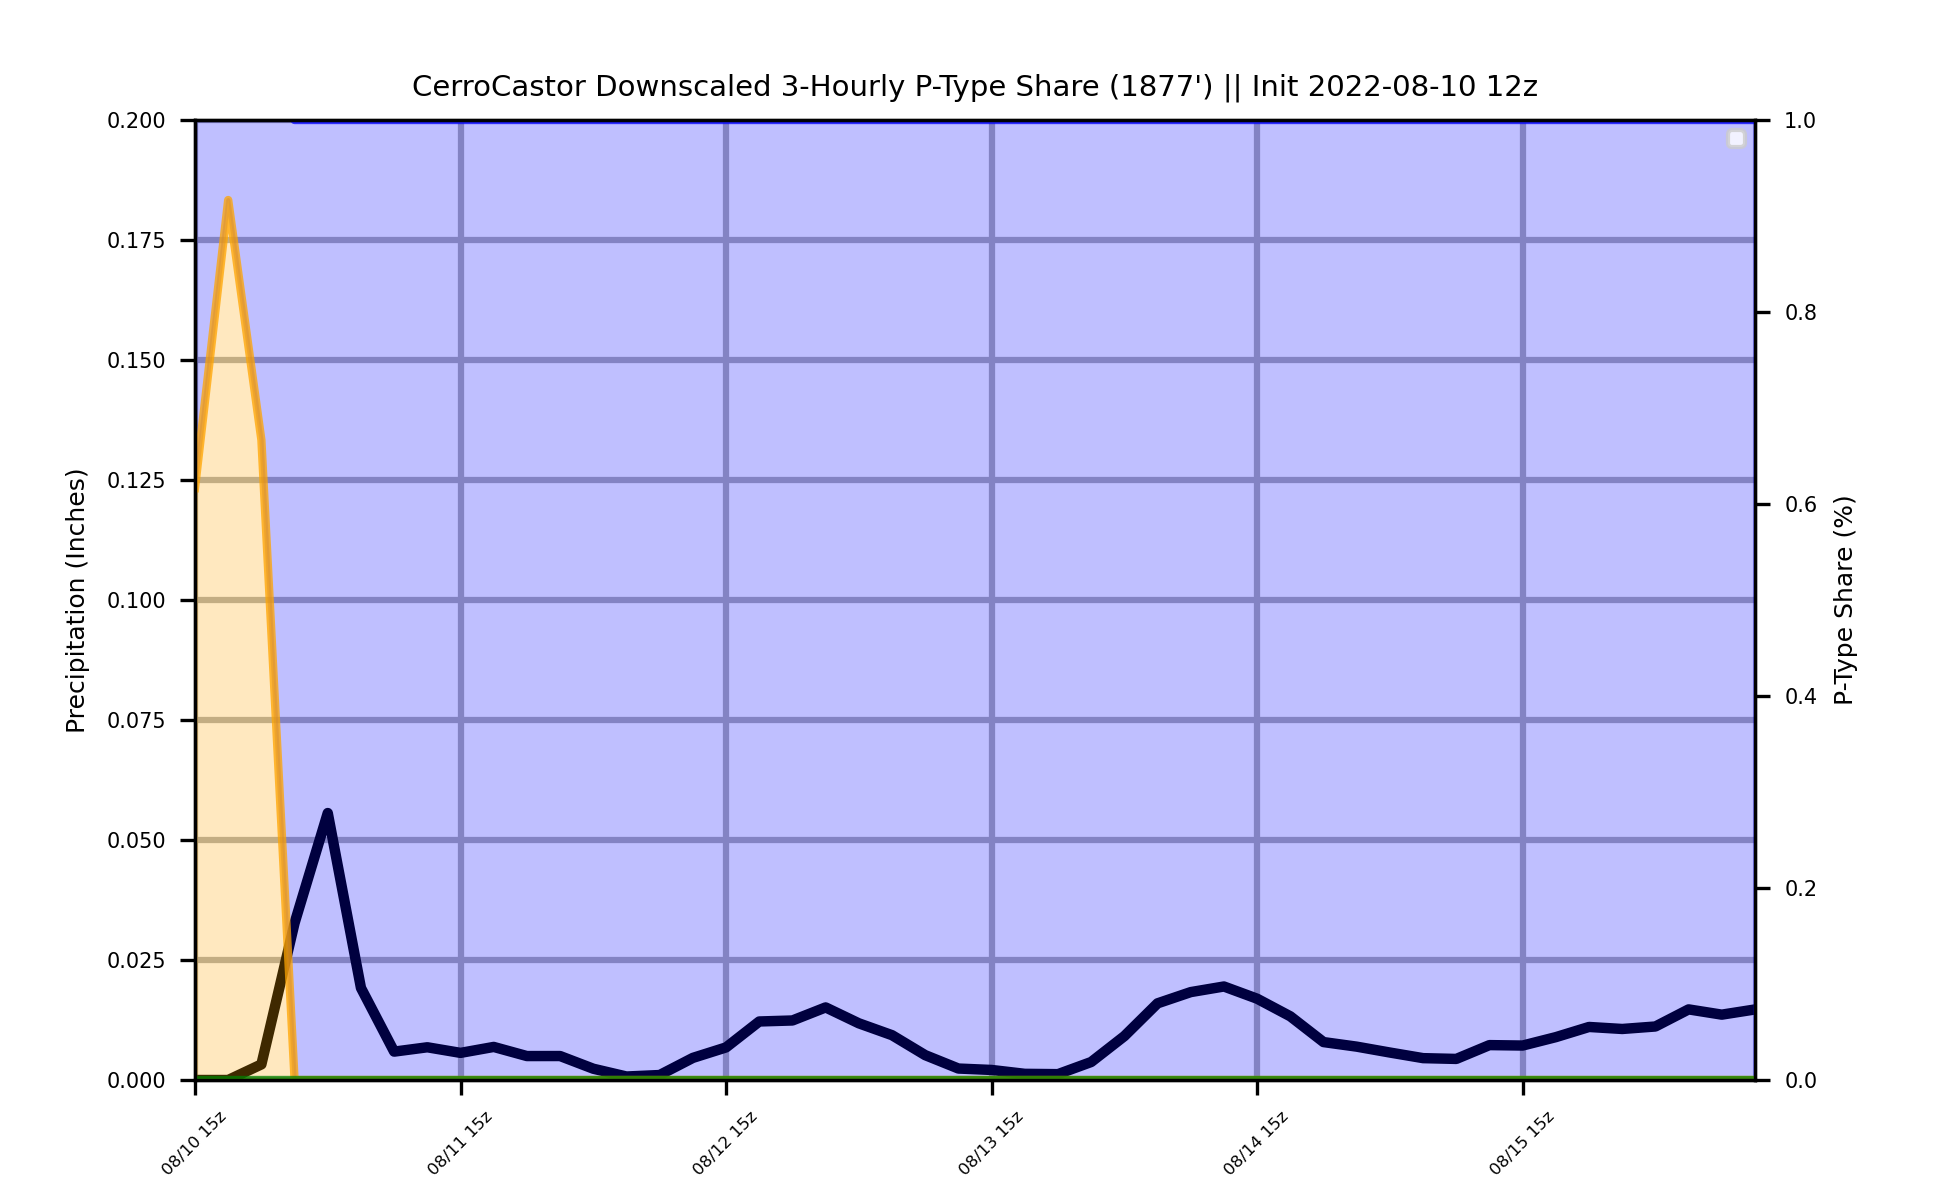 CerroCastor Downscaled 3-Hourly P-Type Share (1877') || Init 2022-08-10 12z
0.200
0.175
0.150
0.125
0.100
0.075
0.050
0.025
0.000
Precipitation (Inches)
1.0
0.8
0.6
0.4
0.2
0.0
P-Type Share (%)
08/10 15z
08/11 15z
08/12 15z
08/13 15z
08/14 15z
08/15 15z